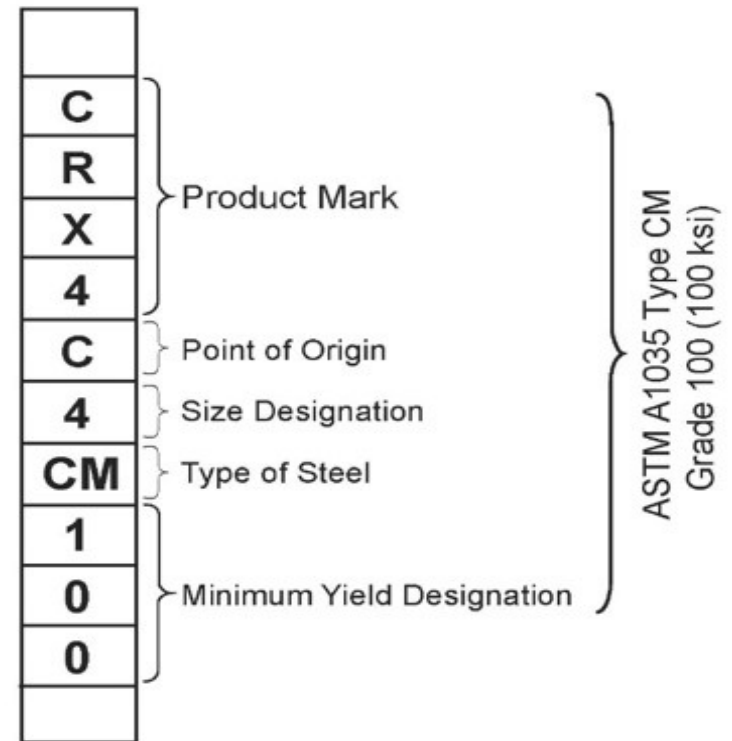 C
R
X
4
Product Mark
C
Point of Origin
4
Size Designation
CM
Type of Steel
1
0
0
Minimum Yield Designation
ASTM A1035 Type CM
Grade 100 (100 ksi)